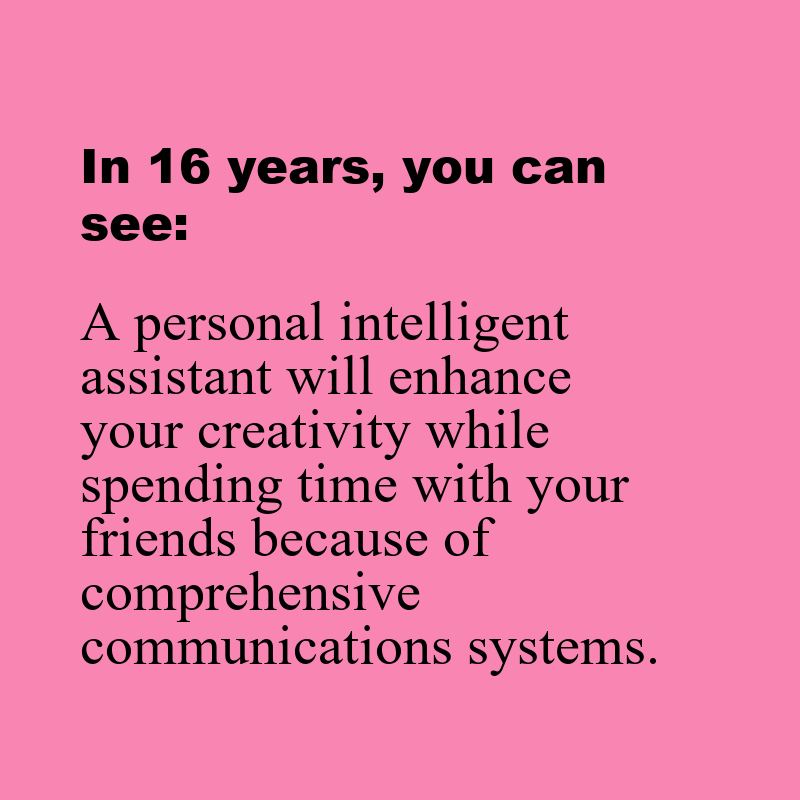 In 16 years, you can
see:
A personal intelligent
assistant will enhance
your creativity while
spending time with your
friends because of
comprehensive
communications systems.